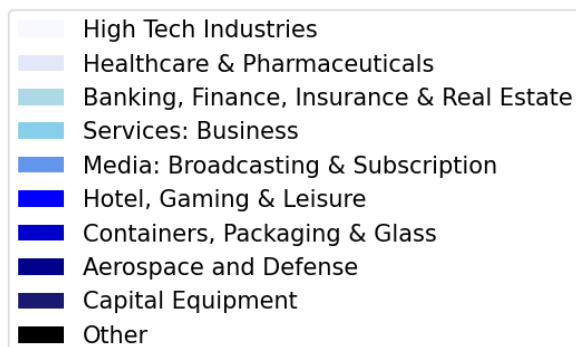 High Tech Industries
Healthcare & Pharmaceuticals
Banking, Finance, Insurance & Real Estate
Services: Business
Media: Broadcasting & Subscription
Hotel, Gaming & Leisure
Containers, Packaging & Glass
Aerospace and Defense
Capital Equipment
Other